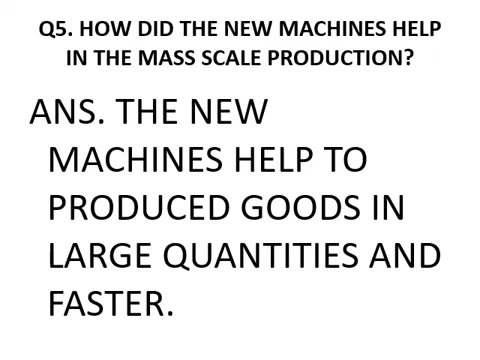 Q5. HOW DID THE NEW MACHINES HELP
IN THE MASS SCALE PRODUCTION?
ANS. THE NEW
MACHINES HELP TO
PRODUCED GOODS IN
LARGE QUANTITIES AND
FASTER.